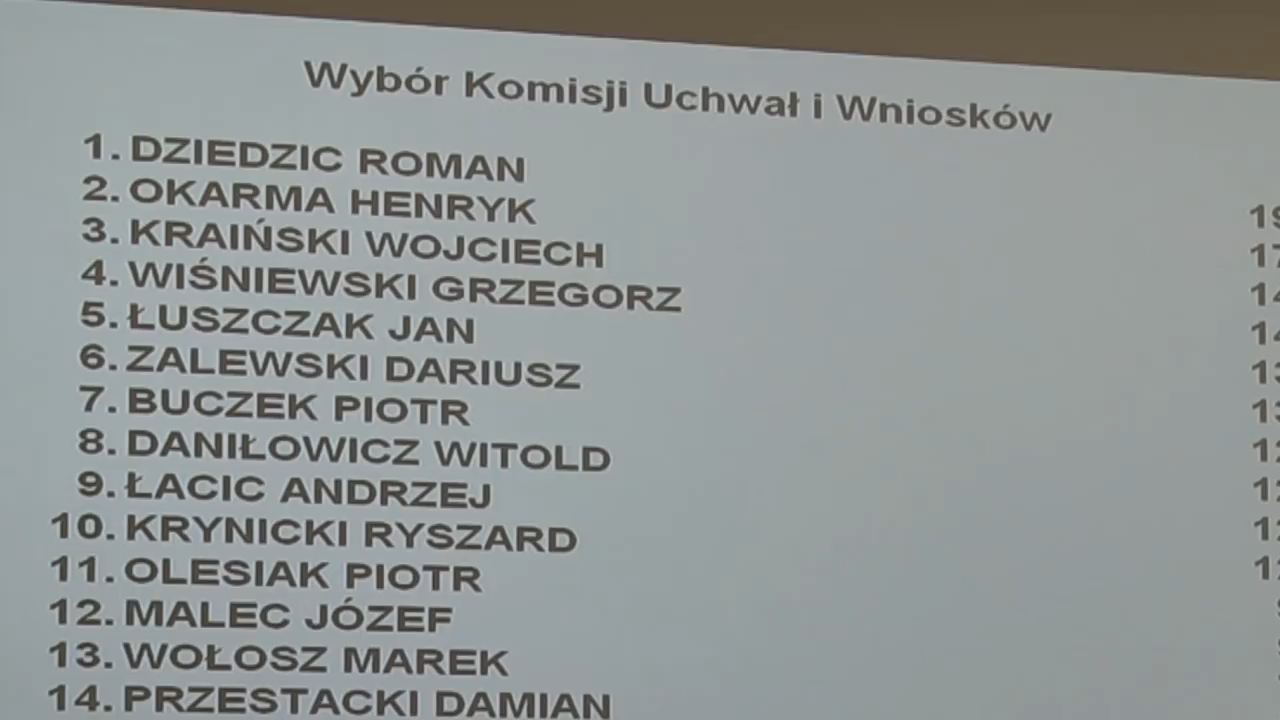 Wybór Komisji Uchwał i Wniosków
1. DZIEDZIC ROMAN
2. OKARMA HENRYK
3. KRAIŃSKI WOJCIECH
4. WIŚNIEWSKI GRZEGORZ
5. ŁUSZCZAK JAN
6. ZALEWSKI DARIUSZ
7. BUCZEK PIOTR
8. DANIŁOWICZ WITOLD
9. ŁACIC ANDRZEJ
10. KRYNICKI RYSZARD
11. OLESIAK PIOTR
12. MALEC JÓZEF
13. WOŁOSZ MAREK
14. PRZESTACKI DAMIAN